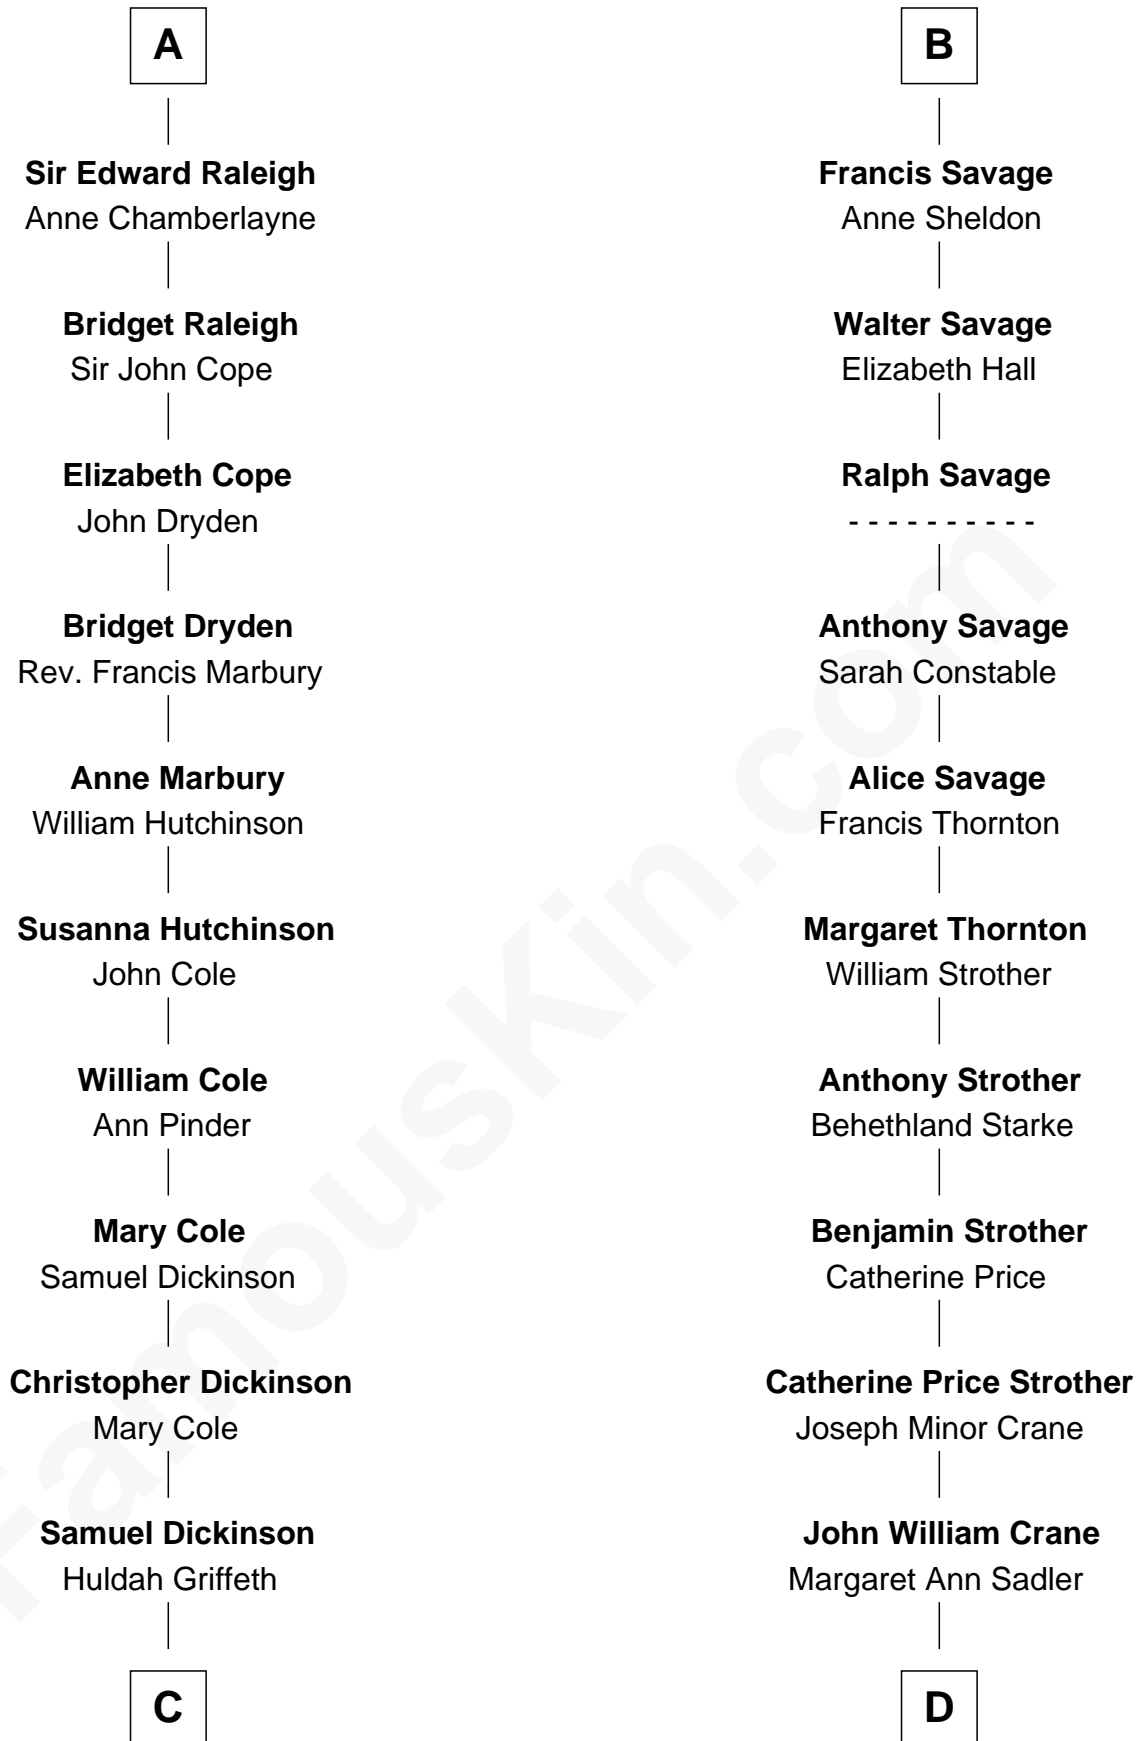 A
Sir Edward Raleigh
Anne Chamberlayne
Bridget Raleigh
Sir John Cope
Elizabeth Cope
John Dryden
Bridget Dryden
Rev. Francis Marbury
Anne Marbury
William Hutchinson
Susanna Hutchinson
John Cole
William Cole
Ann Pinder
Mary Cole
Samuel Dickinson
Christopher Dickinson
Mary Cole
Samuel Dickinson
Huldah Griffeth
C
B
Francis Savage
Anne Sheldon
Walter Savage
Elizabeth Hall
Ralph Savage
- - - - - - - - - -
Anthony Savage
Sarah Constable
Alice Savage
Francis Thornton
Margaret Thornton
William Strother
Anthony Strother
Behethland Starke
Benjamin Strother
Catherine Price
Catherine Price Strother
Joseph Minor Crane
John William Crane
Margaret Ann Sadler
D
FamousKin.com